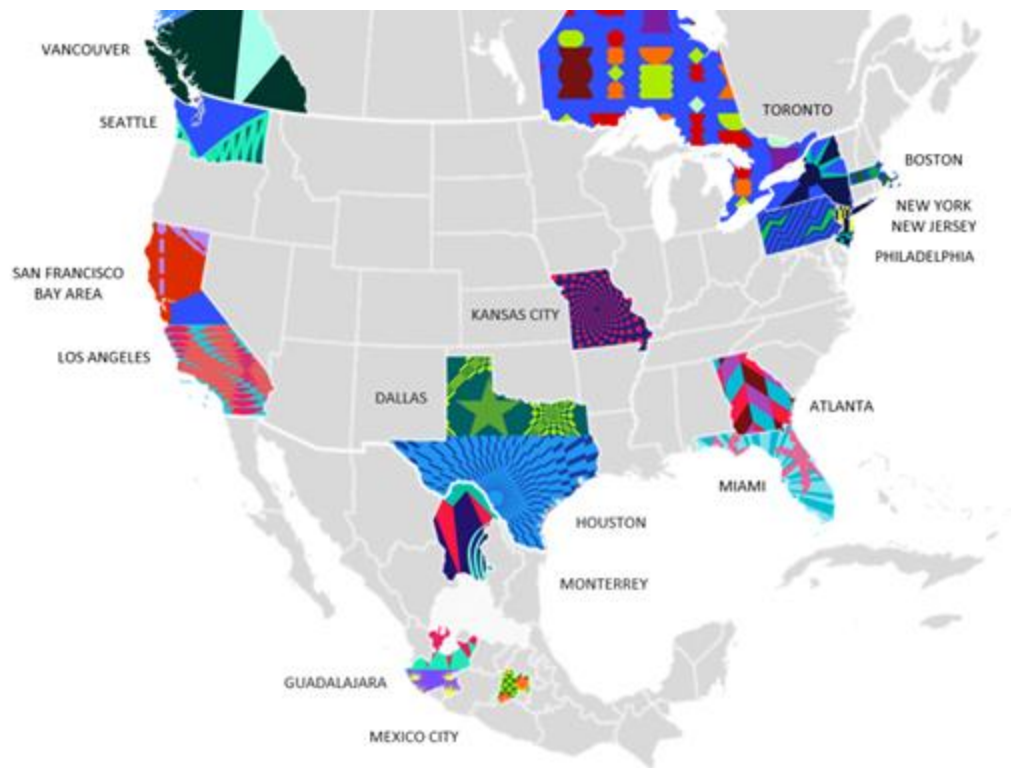 VANCOUVER
SEATTLE
TORONTO
BOSTON
NEW YORK
NEW JERSEY
PHILADELPHIA
SAN FRANCISCO
BAY AREA
KANSAS CITY
LOS ANGELES
DALLAS
ATLANTA
MIAMI
HOUSTON
MONTERREY
GUADALAJARA
MEXICO CITY